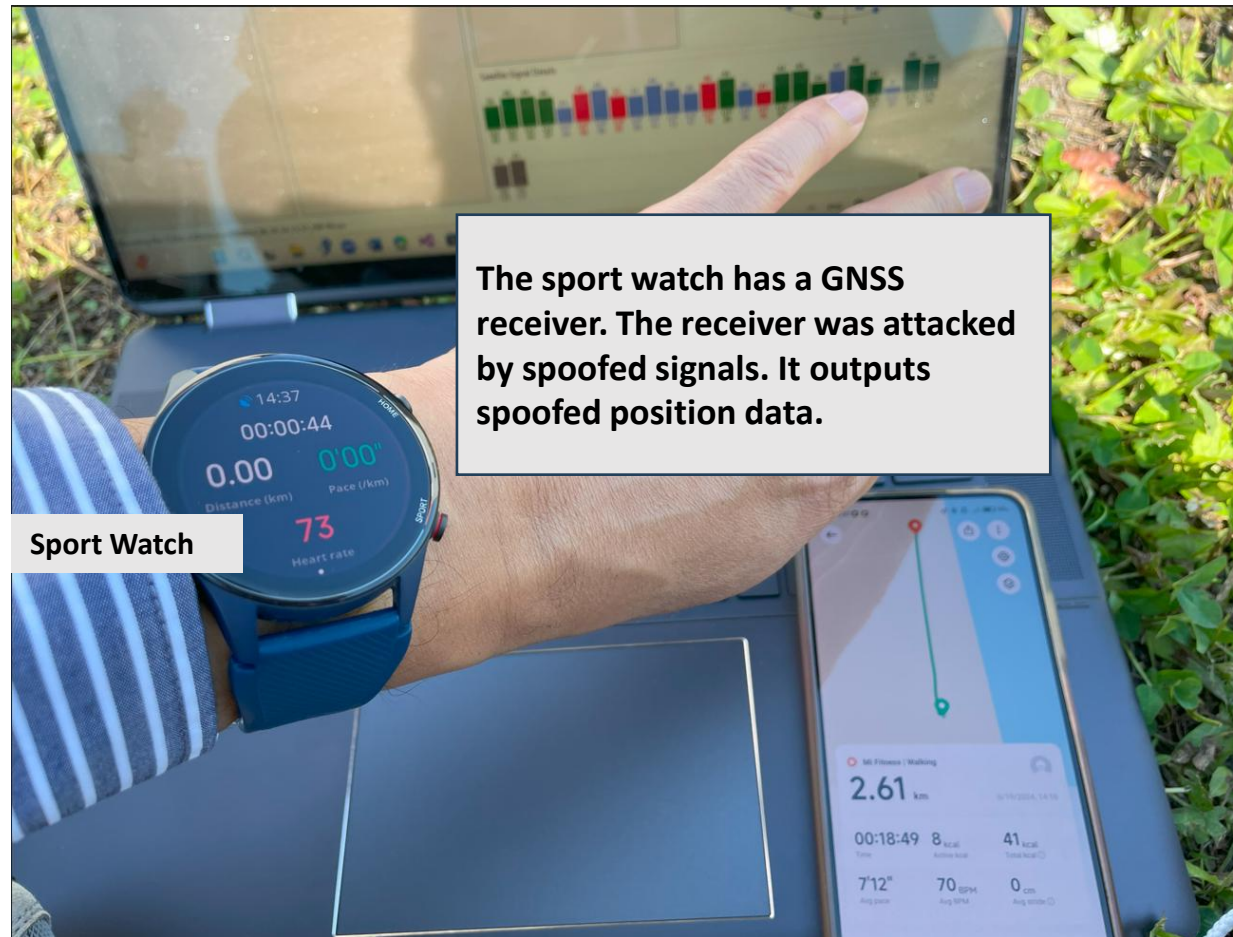 Satellite Signal Details
The sport watch has a GNSS
receiver. The receiver was attacked
by spoofed signals. It outputs
spoofed position data.
14:37
HOME
00:00:44
0.00 0'00"
Distance (km) Pace (/km)
SPORT
73
Heart rate
Sport Watch
Mi Fitness | Walking
2.61 km
00:18:49 8 kcal 41 kcal
Time Active kcal Total kcal
7'12" 70 BPM 0 cm
Avg pace Avg BPM Avg stride